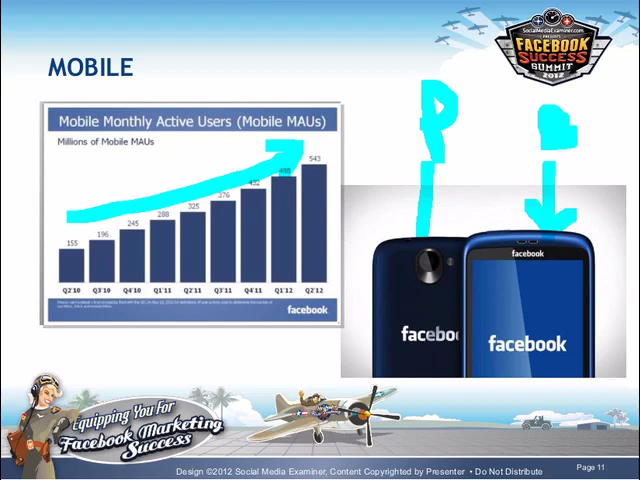 SocialMediaExaminer.com
PRESENTS
FACEBOOK
SUCCESS
SUMMIT
2012
MOBILE
Mobile Monthly Active Users (Mobile MAUs)
Millions of Mobile MAUs
155
196
245
288
325
376
432
543
Q2'10
Q3'10
Q4'10
Q1'11
Q2'11
Q3'11
Q4'11
Q1'12
Q2'12
facebook
P
facebook
faceboo
facebook
Equipping You For
Facebook Marketing
Success
Design ©2012 Social Media Examiner, Content Copyrighted by Presenter • Do Not Distribute
Page 11